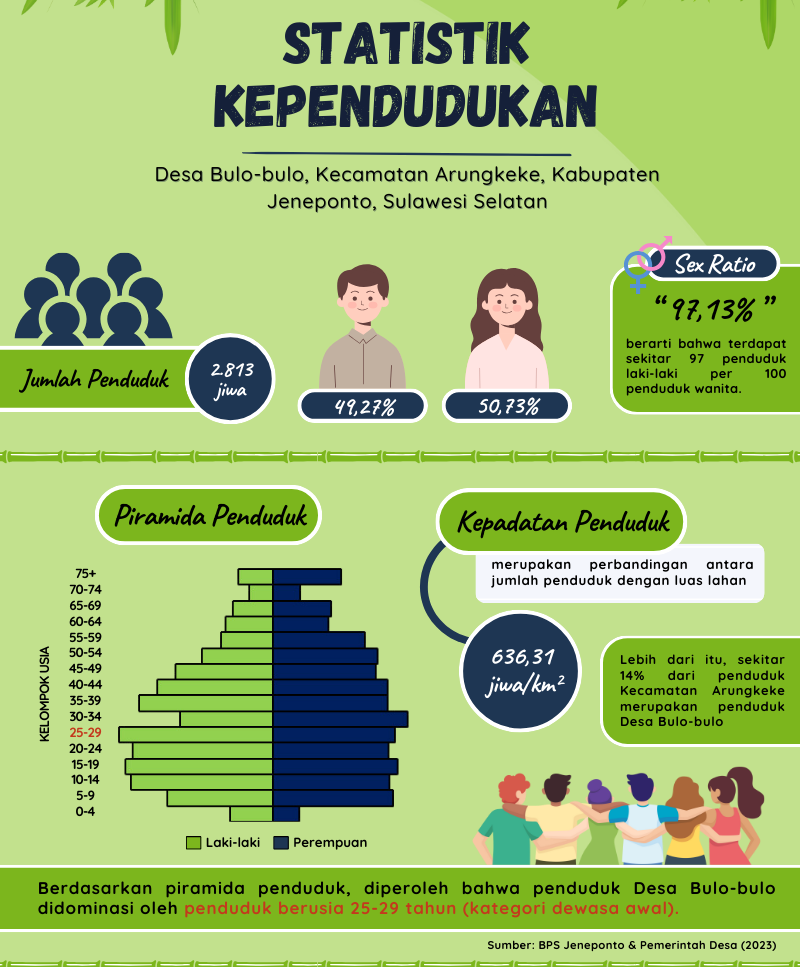 STATISTIK
KEPENDUDUKAN
Desa Bulo-bulo, Kecamatan Arungkeke, Kabupaten
Jeneponto, Sulawesi Selatan
Jumlah Penduduk
2.813
jiwa
49,27%
50,73%
Sex Ratio
“97,13%”
berarti bahwa terdapat
sekitar 97 penduduk
laki-laki per 100
penduduk wanita.
Piramida Penduduk
KELOMPOK USIA
75+
70-74
65-69
60-64
55-59
50-54
45-49
40-44
35-39
30-34
25-29
20-24
15-19
10-14
5-9
0-4
Laki-laki
Perempuan
Kepadatan Penduduk
merupakan perbandingan antara
jumlah penduduk dengan luas lahan
636,31
jiwa/km²
Lebih dari itu, sekitar
14% dari penduduk
Kecamatan Arungkeke
merupakan penduduk
Desa Bulo-bulo
Berdasarkan piramida penduduk, diperoleh bahwa penduduk Desa Bulo-bulo
didominasi oleh penduduk berusia 25-29 tahun (kategori dewasa awal).
Sumber: BPS Jeneponto & Pemerintah Desa (2023)